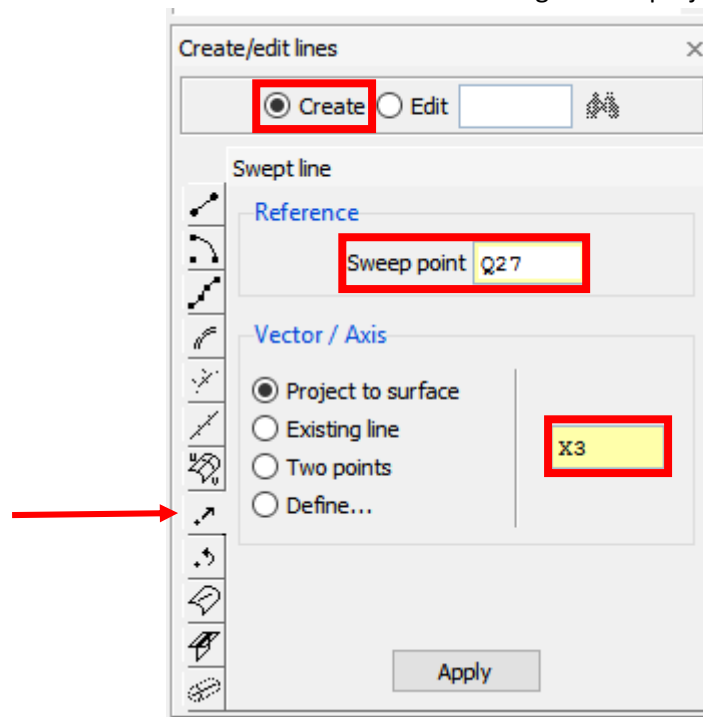 Create/edit lines
Create Edit
Swept line
Reference
Sweep point Q27
Vector / Axis
Project to surface
Existing line
Two points
Define...
X3
Apply